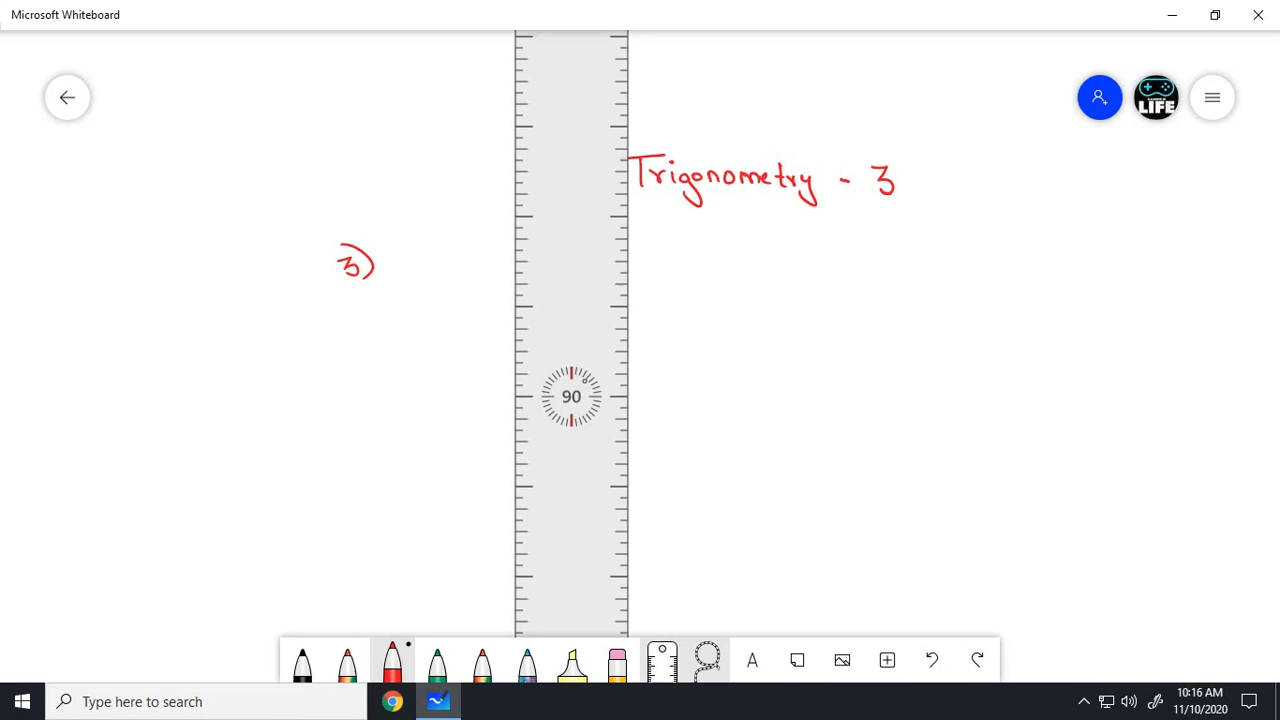 Microsoft Whiteboard
LIFE
Trigonometry - 3
3)
90
A
Type here to search
10:16 AM
11/10/2020